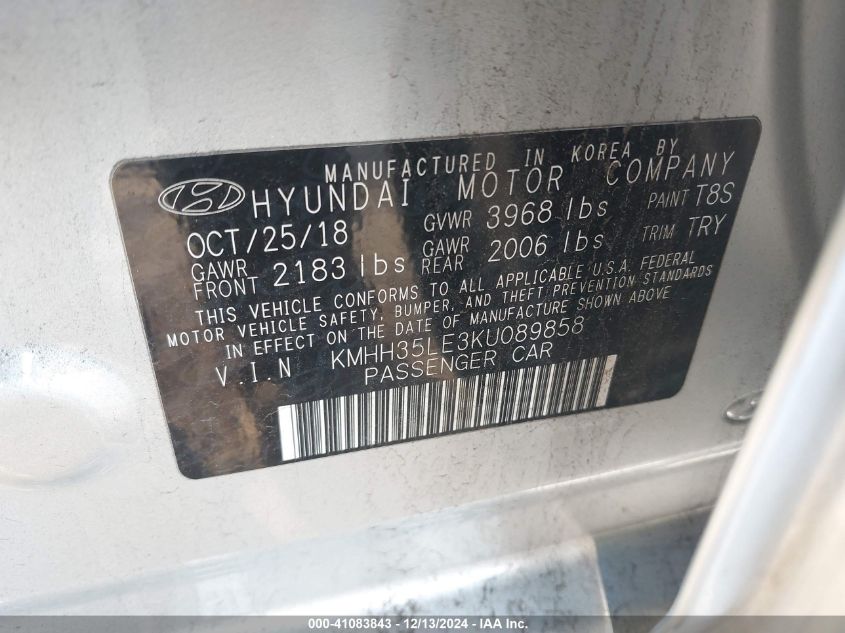 MANUFACTURED IN KOREA BY
HYUNDAI MOTOR COMPANY
OCT/25/18 GVWR 3968 lbs PAINT T8S
GAWR FRONT 2183 lbs GAWR REAR 2006 lbs TRIM TRY
THIS VEHICLE CONFORMS TO ALL APPLICABLE U.S.A. FEDERAL
MOTOR VEHICLE SAFETY, BUMPER, AND THEFT PREVENTION STANDARDS
IN EFFECT ON THE DATE OF MANUFACTURE SHOWN ABOVE
V.I.N KMHH35LE3KU089858
PASSENGER CAR
000-41083843 - 12/13/2024 - IAA Inc.